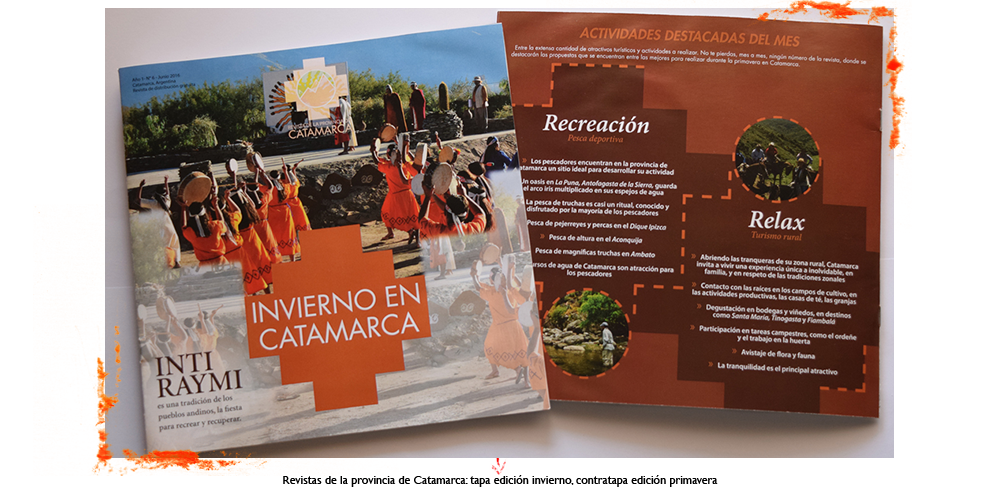 Año I - N° 6 - Junio 2010
Catamarca, Argentina
Revista de distribución gratuita
REVISTA DE LA PROVINCIA
CATAMARCA
INVIERNO EN
CATAMARCA
INTI
RAYMI
es una tradición de los
pueblos andinos, la fiesta
para recrear y recuperar.
ACTIVIDADES DESTACADAS DEL MES
Entre la extensa cantidad de atractivos turísticos y actividades a realizar. No te pierdas, mes a mes, ningún número de la revista, donde se
destacarán las propuestas que se encuentran entre las mejores para realizar durante la primavera en Catamarca.
Recreación
Pesca deportiva
» Los pescadores encuentran en la provincia de
Catamarca un sitio ideal para desarrollar su actividad
Un oasis en La Puna, Antofagasta de la Sierra, guarda
el arco iris multiplicado en sus espejos de agua
La pesca de truchas es casi un ritual, conocido y
disfrutado por la mayoría de los pescadores
Pesca de pejerreyes y percas en el Dique Ipizca
» Pesca de altura en el Aconquija
Pesca de magníficas truchas en Ambato
ursos de agua de Catamarca son atracción para
los pescadores
Relax
Turismo rural
» Abriendo las tranqueras de su zona rural, Catamarca
invita a vivir una experiencia única a inolvidable, en
familia, y en respeto de las tradiciones zonales
» Contacto con las raíces en los campos de cultivo, en
las actividades productivas, las casas de té, las granjas
» Degustación en bodegas y viñedos, en destinos
como Santa María, Tinogasta y Fiambalá
» Participación en tareas campestres, como el ordeñe
y el trabajo en la huerta
» Avistaje de flora y fauna
» La tranquilidad es el principal atractivo
Revistas de la provincia de Catamarca: tapa edición invierno, contratapa edición primavera